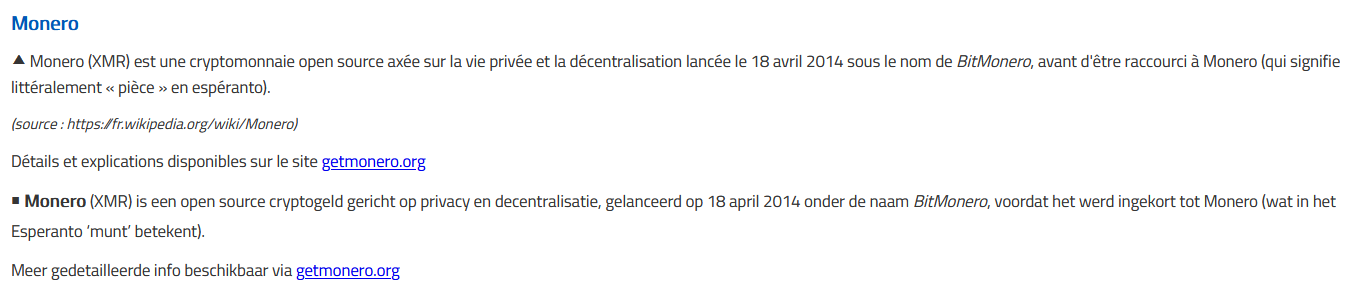 Monero
▲ Monero (XMR) est une cryptomonnaie open source axée sur la vie privée et la décentralisation lancée le 18 avril 2014 sous le nom de BitMonero, avant d'être raccourci à Monero (qui signifie
littéralement « pièce » en espéranto).
(source : https://fr.wikipedia.org/wiki/Monero)
Détails et explications disponibles sur le site getmonero.org
■ Monero (XMR) is een open source cryptogeld gericht op privacy en decentralisatie, gelanceerd op 18 april 2014 onder de naam BitMonero, voordat het werd ingekort tot Monero (wat in het
Esperanto ‘munt’ betekent).
Meer gedetailleerde info beschikbaar via getmonero.org